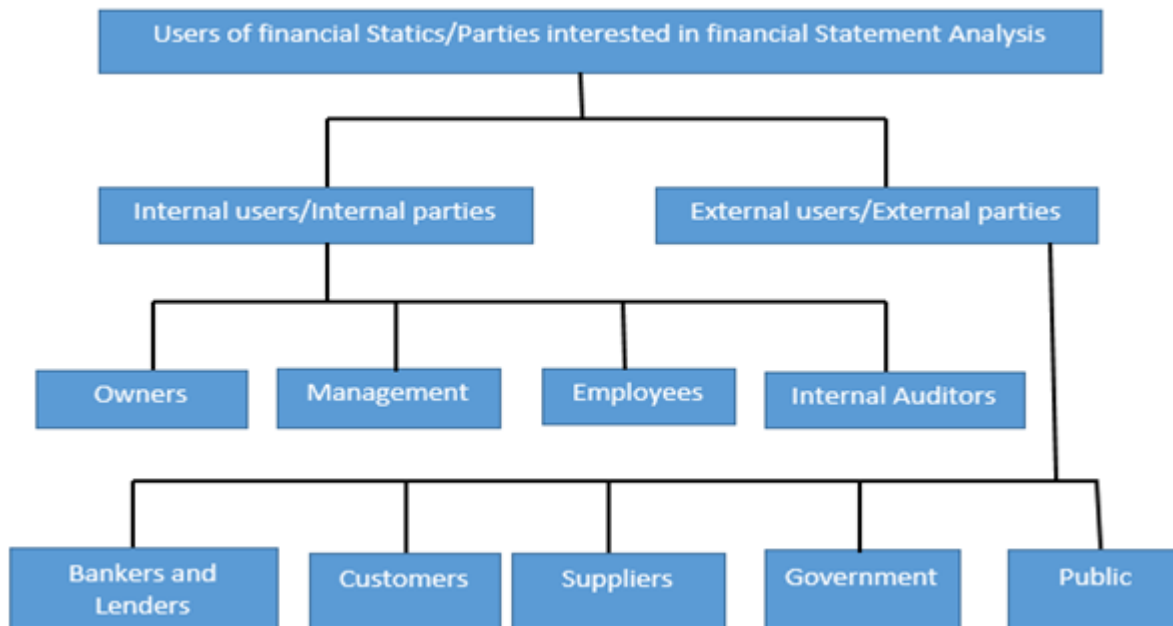 Users of financial Statics/Parties interested in financial Statement Analysis
Internal users/Internal parties
External users/External parties
Owners
Management
Employees
Internal Auditors
Bankers and
Lenders
Customers
Suppliers
Government
Public